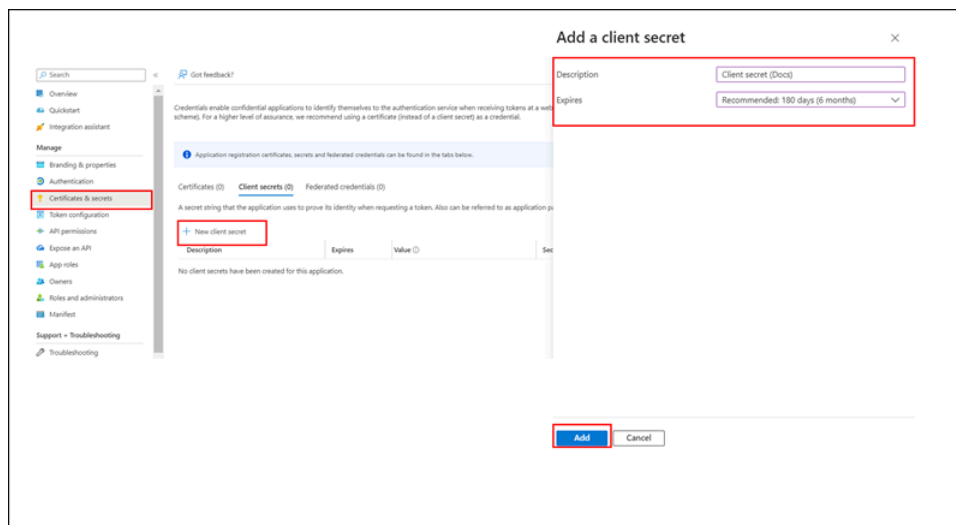 Add a client secret
Search
Got feedback?
Description
Client secret (Docs)
Overview
Expires
Recommended: 180 days (6 months)
Quickstart
Credentials enable confidential applications to identify themselves to the authentication service when receiving tokens at a web
scheme). For a higher level of assurance, we recommend using a certificate (instead of a client secret) as a credential.
Integration assistant
Manage
Application registration certificates, secrets and federated credentials can be found in the tabs below.
Branding & properties
Authentication
Certificates (0) Client secrets (0) Federated credentials (0)
Certificates & secrets
A secret string that the application uses to prove its identity when requesting a token. Also can be referred to as application
Token configuration
API permissions
New client secret
Expose an API
Description Expires Value Sec
App roles
No client secrets have been created for this application.
Owners
Roles and administrators
Manifest
Support + Troubleshooting
Troubleshooting
Add Cancel